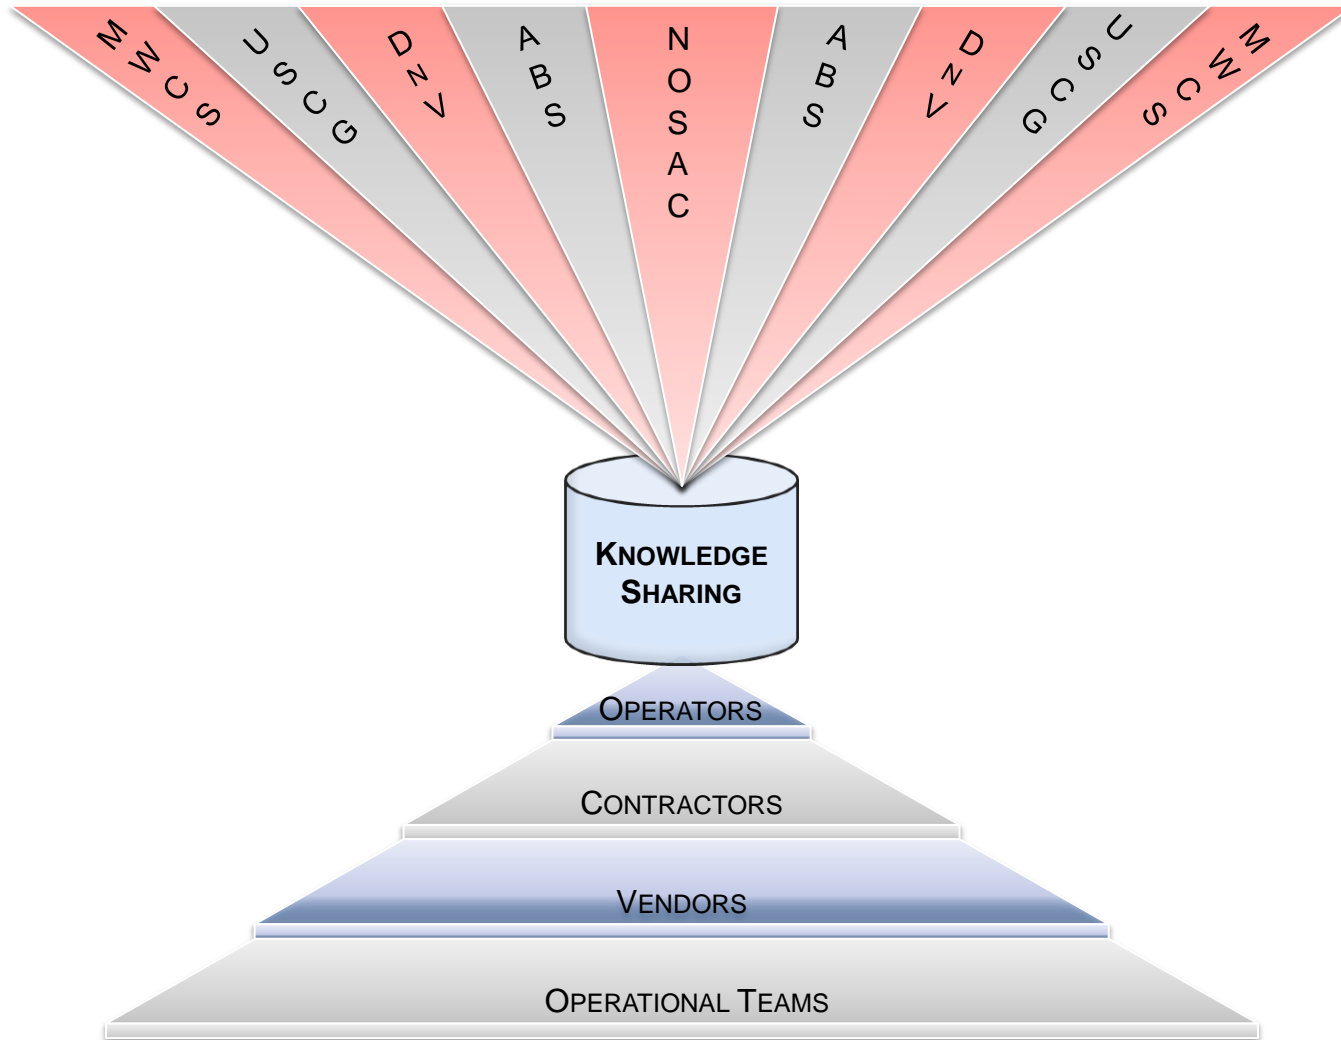 MWCS
USCG
DNV
ABS
NOSAC
ABS
DNV
USCG
MWCS
KNOWLEDGE
SHARING
OPERATORS
CONTRACTORS
VENDORS
OPERATIONAL TEAMS